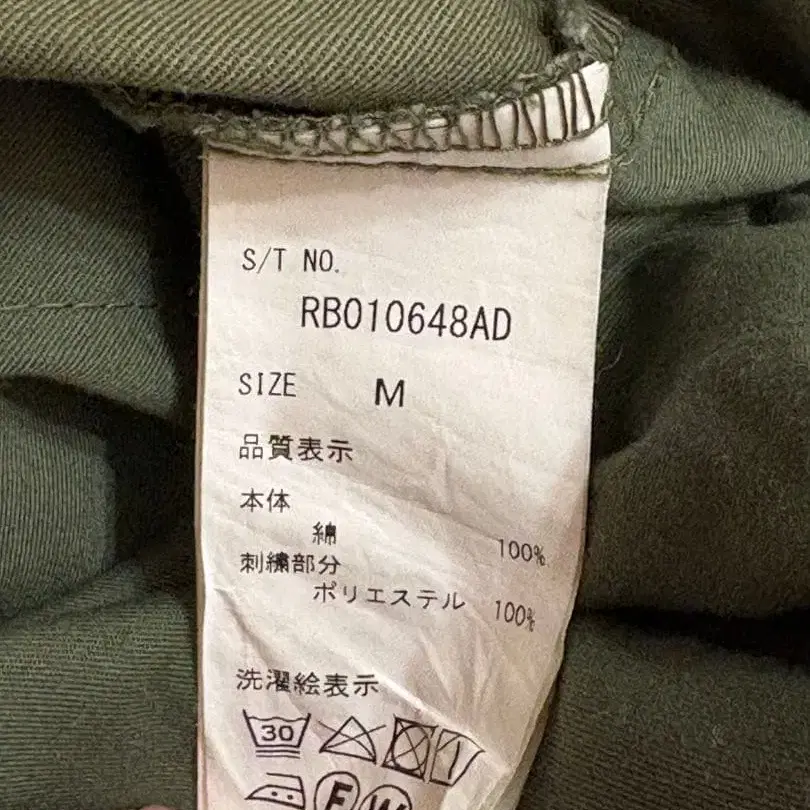 S/T NO.
RB010648AD
SIZE M
品質表示
本体
綿 100%
刺繍部分
ポリエステル 100%
洗濯絵表示
30
F W